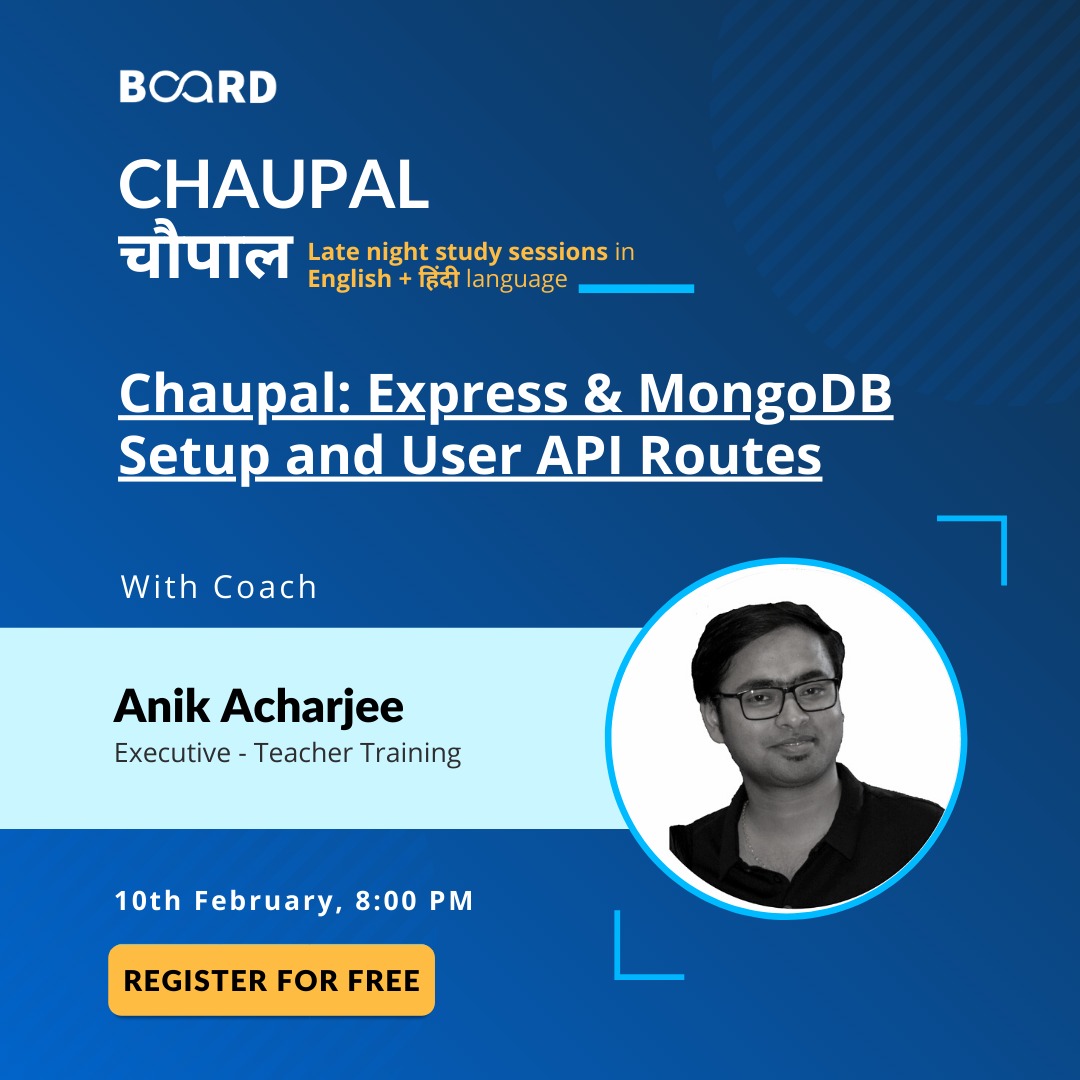 BOARD
CHAUPAL
चौपाल
Late night study sessions in
English + हिंदी language
Chaupal: Express & MongoDB
Setup and User API Routes
With Coach
Anik Acharjee
Executive - Teacher Training
10th February, 8:00 PM
REGISTER FOR FREE